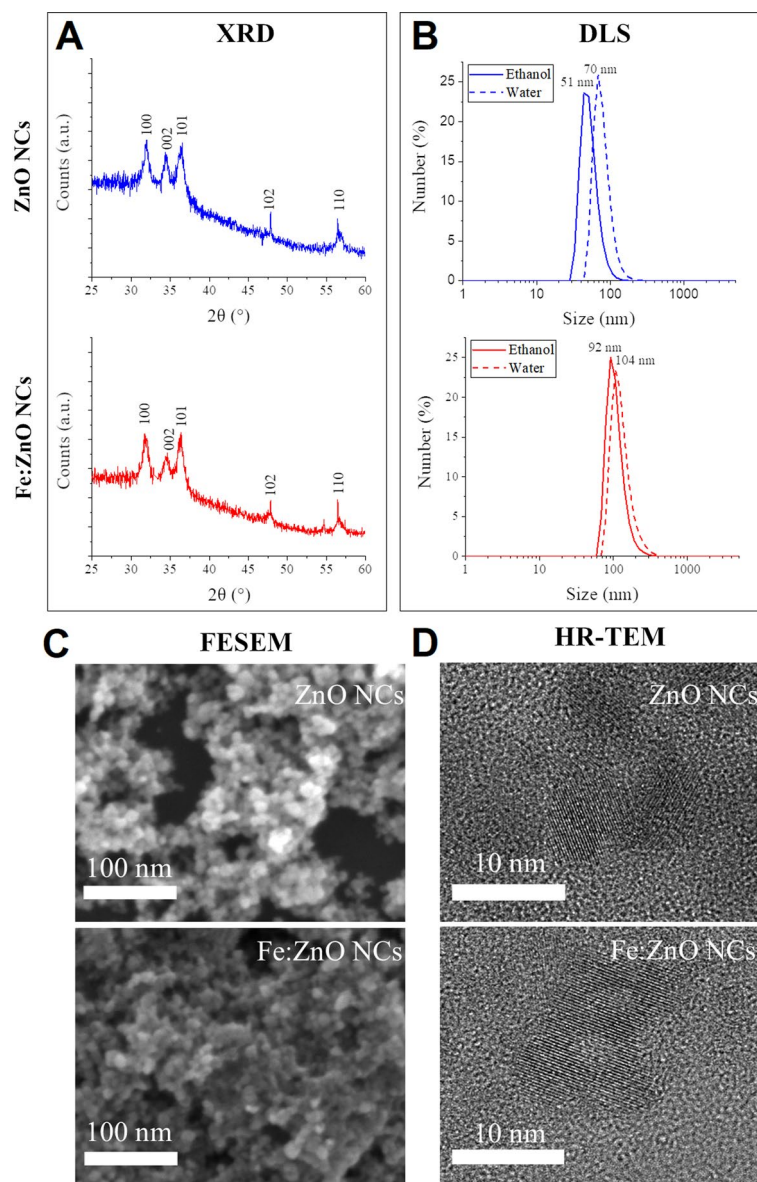 A
XRD
ZnO NCs
Counts (a.u.)
100
002
101
102
110
25 30 35 40 45 50 55 60
2θ (°)
Fe:ZnO NCs
Counts (a.u.)
100
002
101
102
110
25 30 35 40 45 50 55 60
2θ (°)
B
DLS
Ethanol
Water
70 nm
51 nm
Number (%)
25
20
15
10
5
0
1 10 100 1000
Size (nm)
Ethanol
Water
92 nm
104 nm
Number (%)
25
20
15
10
5
0
1 10 100 1000
Size (nm)
C
FESEM
ZnO NCs
100 nm
Fe:ZnO NCs
100 nm
D
HR-TEM
ZnO NCs
10 nm
Fe:ZnO NCs
10 nm